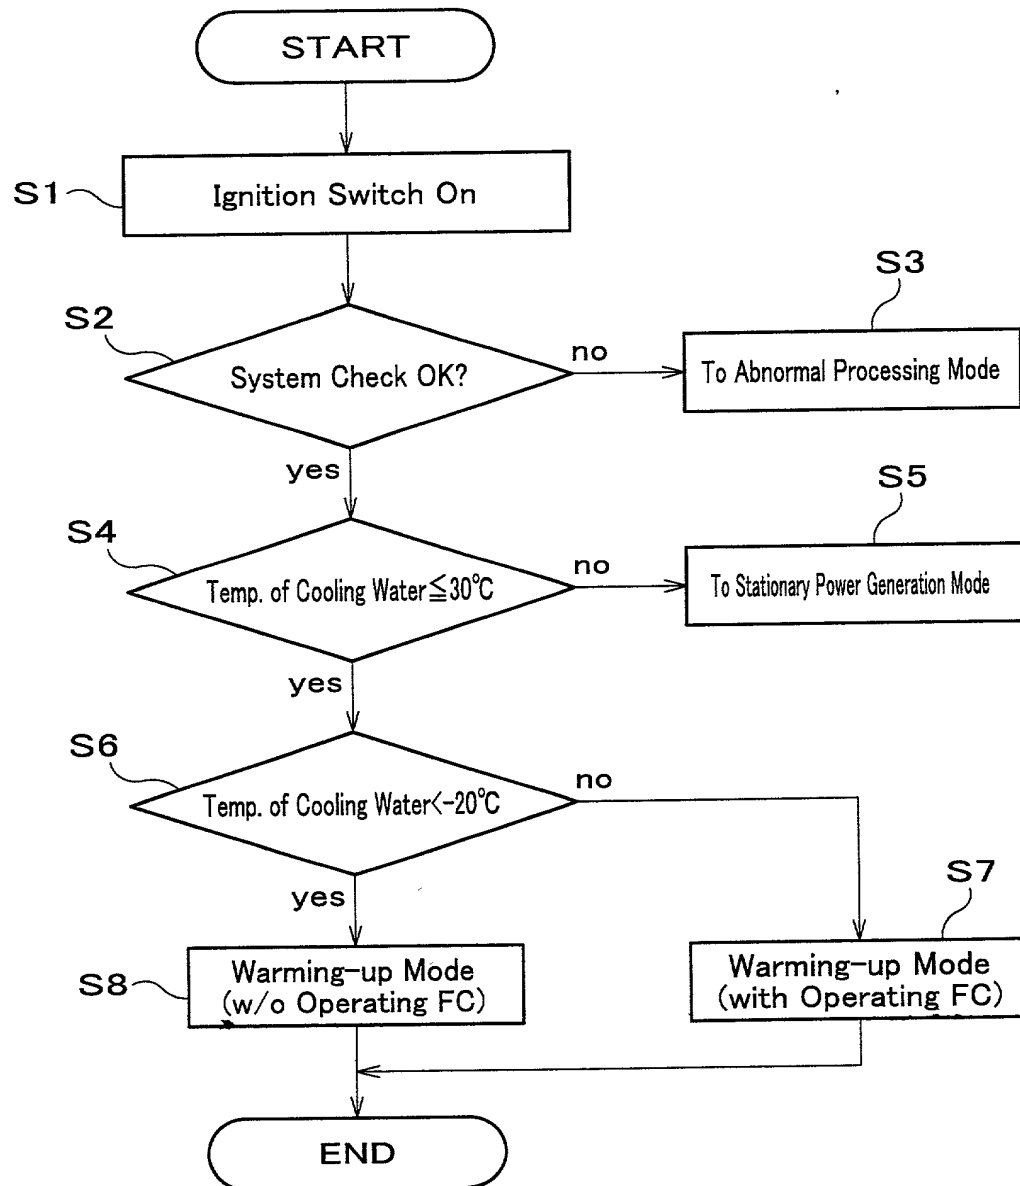 START
S1
Ignition Switch On
S3
S2
System Check OK?
no
To Abnormal Processing Mode
yes
S5
S4
Temp. of Cooling Water≦30°C
no
To Stationary Power Generation Mode
yes
S6
Temp. of Cooling Water<-20°C
no
yes
S7
S8
Warming-up Mode
(w/o Operating FC)
Warming-up Mode
(with Operating FC)
END